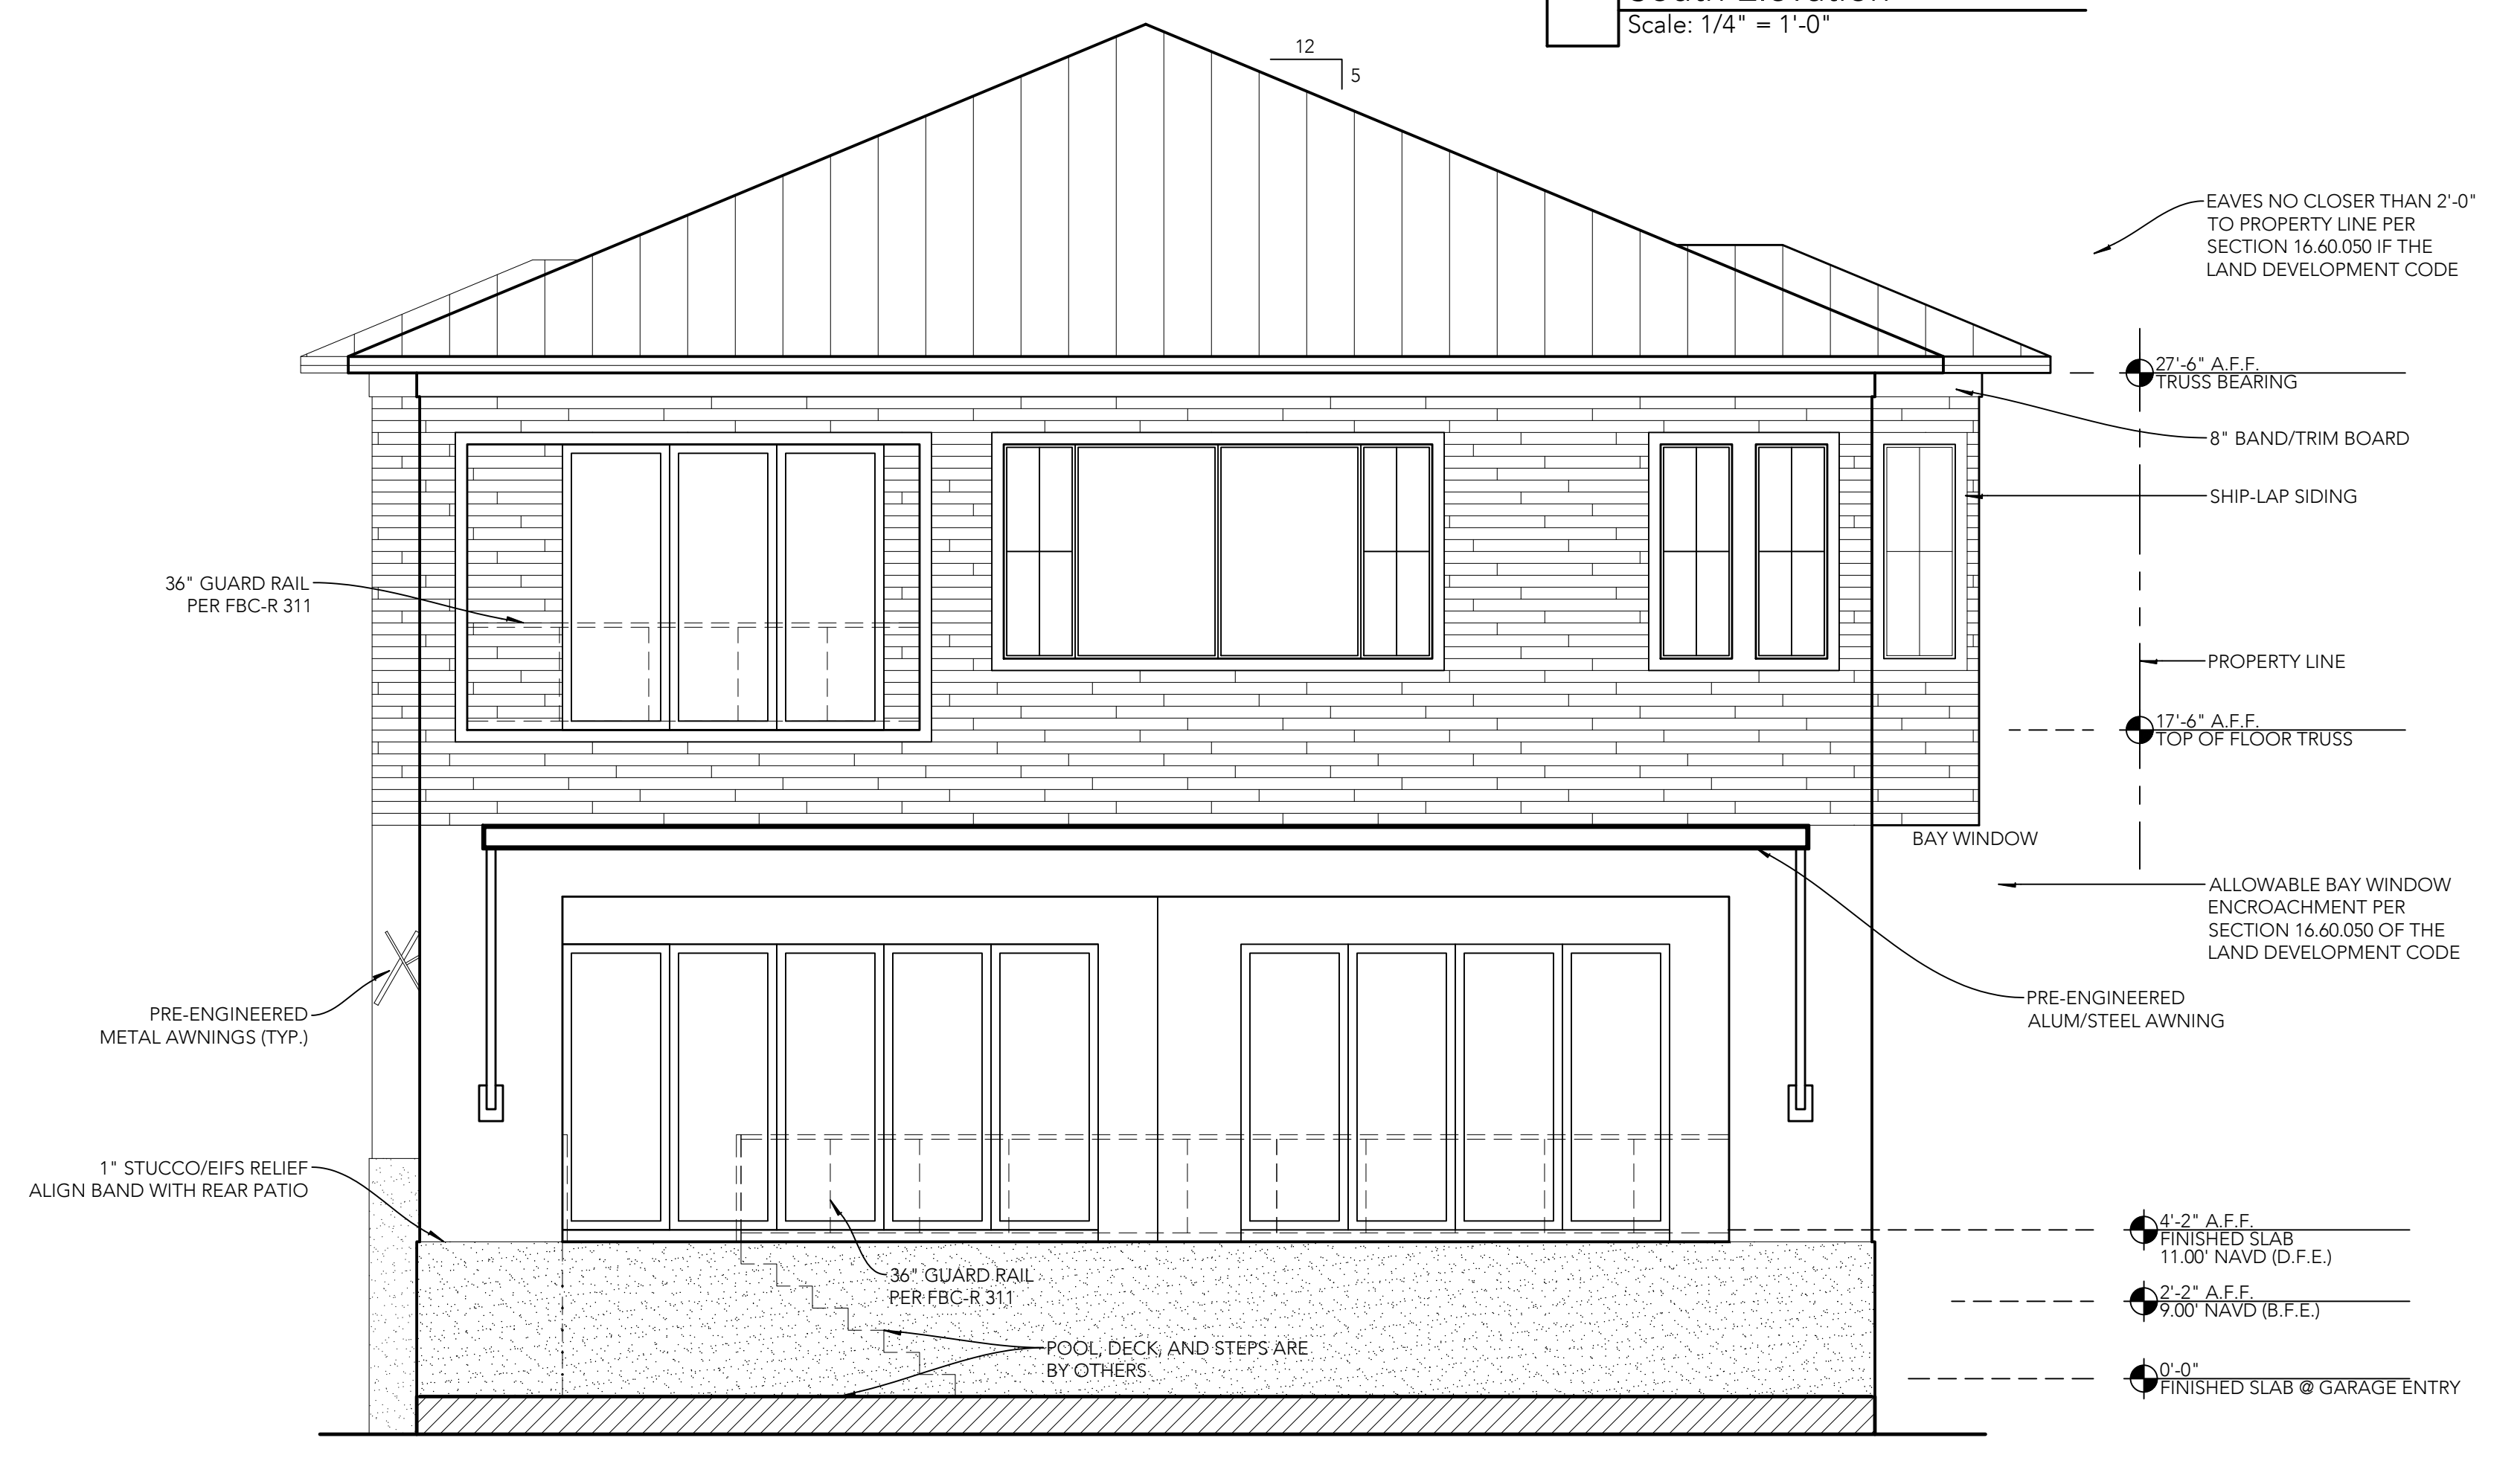 South Elevation
Scale: 1/4" = 1'-0"
12
5
EAVES NO CLOSER THAN 2'-0"
TO PROPERTY LINE PER
SECTION 16.60.050 IF THE
LAND DEVELOPMENT CODE
27'-6" A.F.F.
TRUSS BEARING
8" BAND/TRIM BOARD
SHIP-LAP SIDING
36" GUARD RAIL
PER FBC-R 311
PROPERTY LINE
17'-6" A.F.F.
TOP OF FLOOR TRUSS
BAY WINDOW
ALLOWABLE BAY WINDOW
ENCROACHMENT PER
SECTION 16.60.050 OF THE
LAND DEVELOPMENT CODE
PRE-ENGINEERED
METAL AWNINGS (TYP.)
PRE-ENGINEERED
ALUM/STEEL AWNING
1" STUCCO/EIFS RELIEF
ALIGN BAND WITH REAR PATIO
4'-2" A.F.F.
FINISHED SLAB
11.00' NAVD (D.F.E.)
36" GUARD RAIL
PER FBC-R 311
2'-2" A.F.F.
9.00' NAVD (B.F.E.)
POOL, DECK, AND STEPS ARE
BY OTHERS
0'-0"
FINISHED SLAB @ GARAGE ENTRY